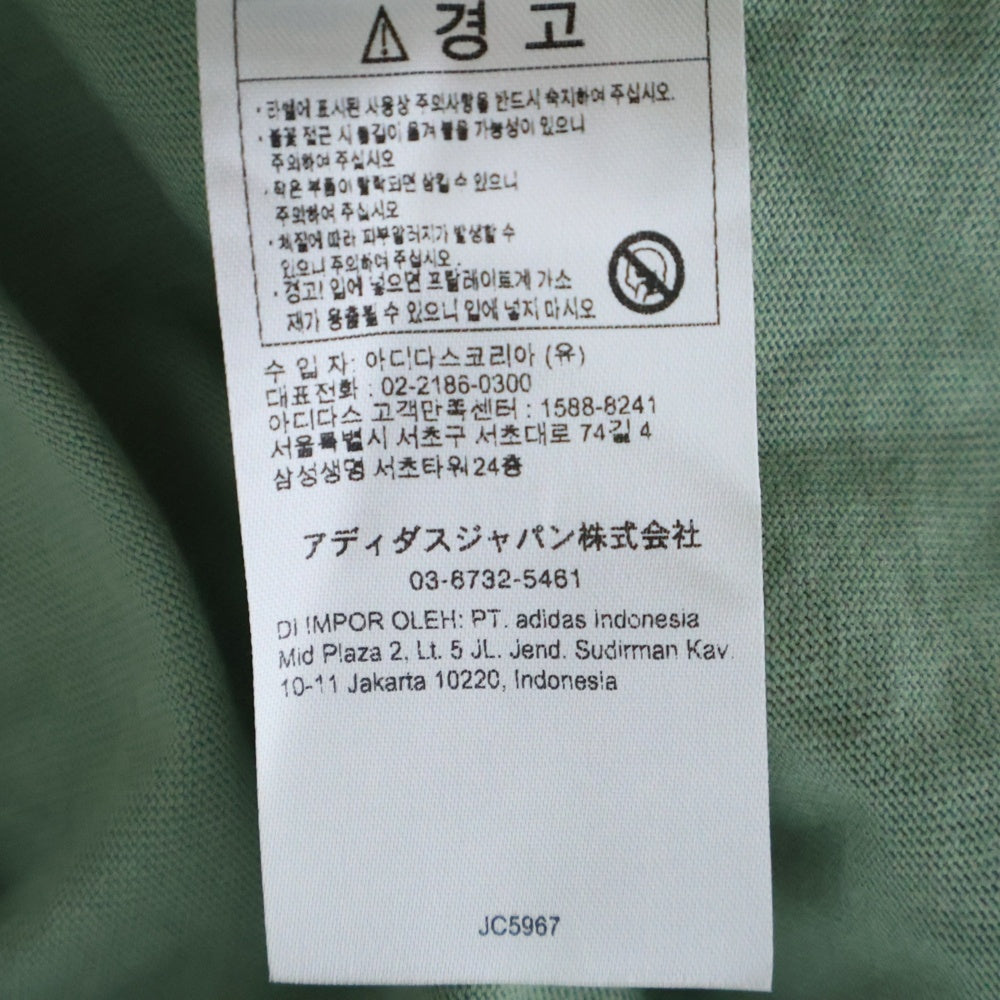 ⚠ 경 고
· 라벨에 표시된 사용상 주의사항을 반드시 숙지하여 주십시오.
· 불꽃 접근 시 불길이 옮겨 붙을 가능성이 있으니
주의하여 주십시오
· 작은 부품이 탈락되면 삼킬 수 있으니
주의하여 주십시오
· 체질에 따라 피부알러지가 발생할 수
있으니 주의하여 주십시오.
· 경고! 입에 넣으면 프탈레이트계 가소
제가 용출될 수 있으니 입에 넣지 마시오
수 입 자: 아디다스코리아 (유)
대표전화 : 02-2186-0300
아디다스 고객만족센터 : 1588-8241
서울특별시 서초구 서초대로 74길 4
삼성생명 서초타워 24층
アディダスジャパン株式会社
03-6732-5461
DI IMPOR OLEH: PT. adidas Indonesia
Mid Plaza 2, Lt. 5 JL. Jend. Sudirman Kav.
10-11 Jakarta 10220, Indonesia
JC5967